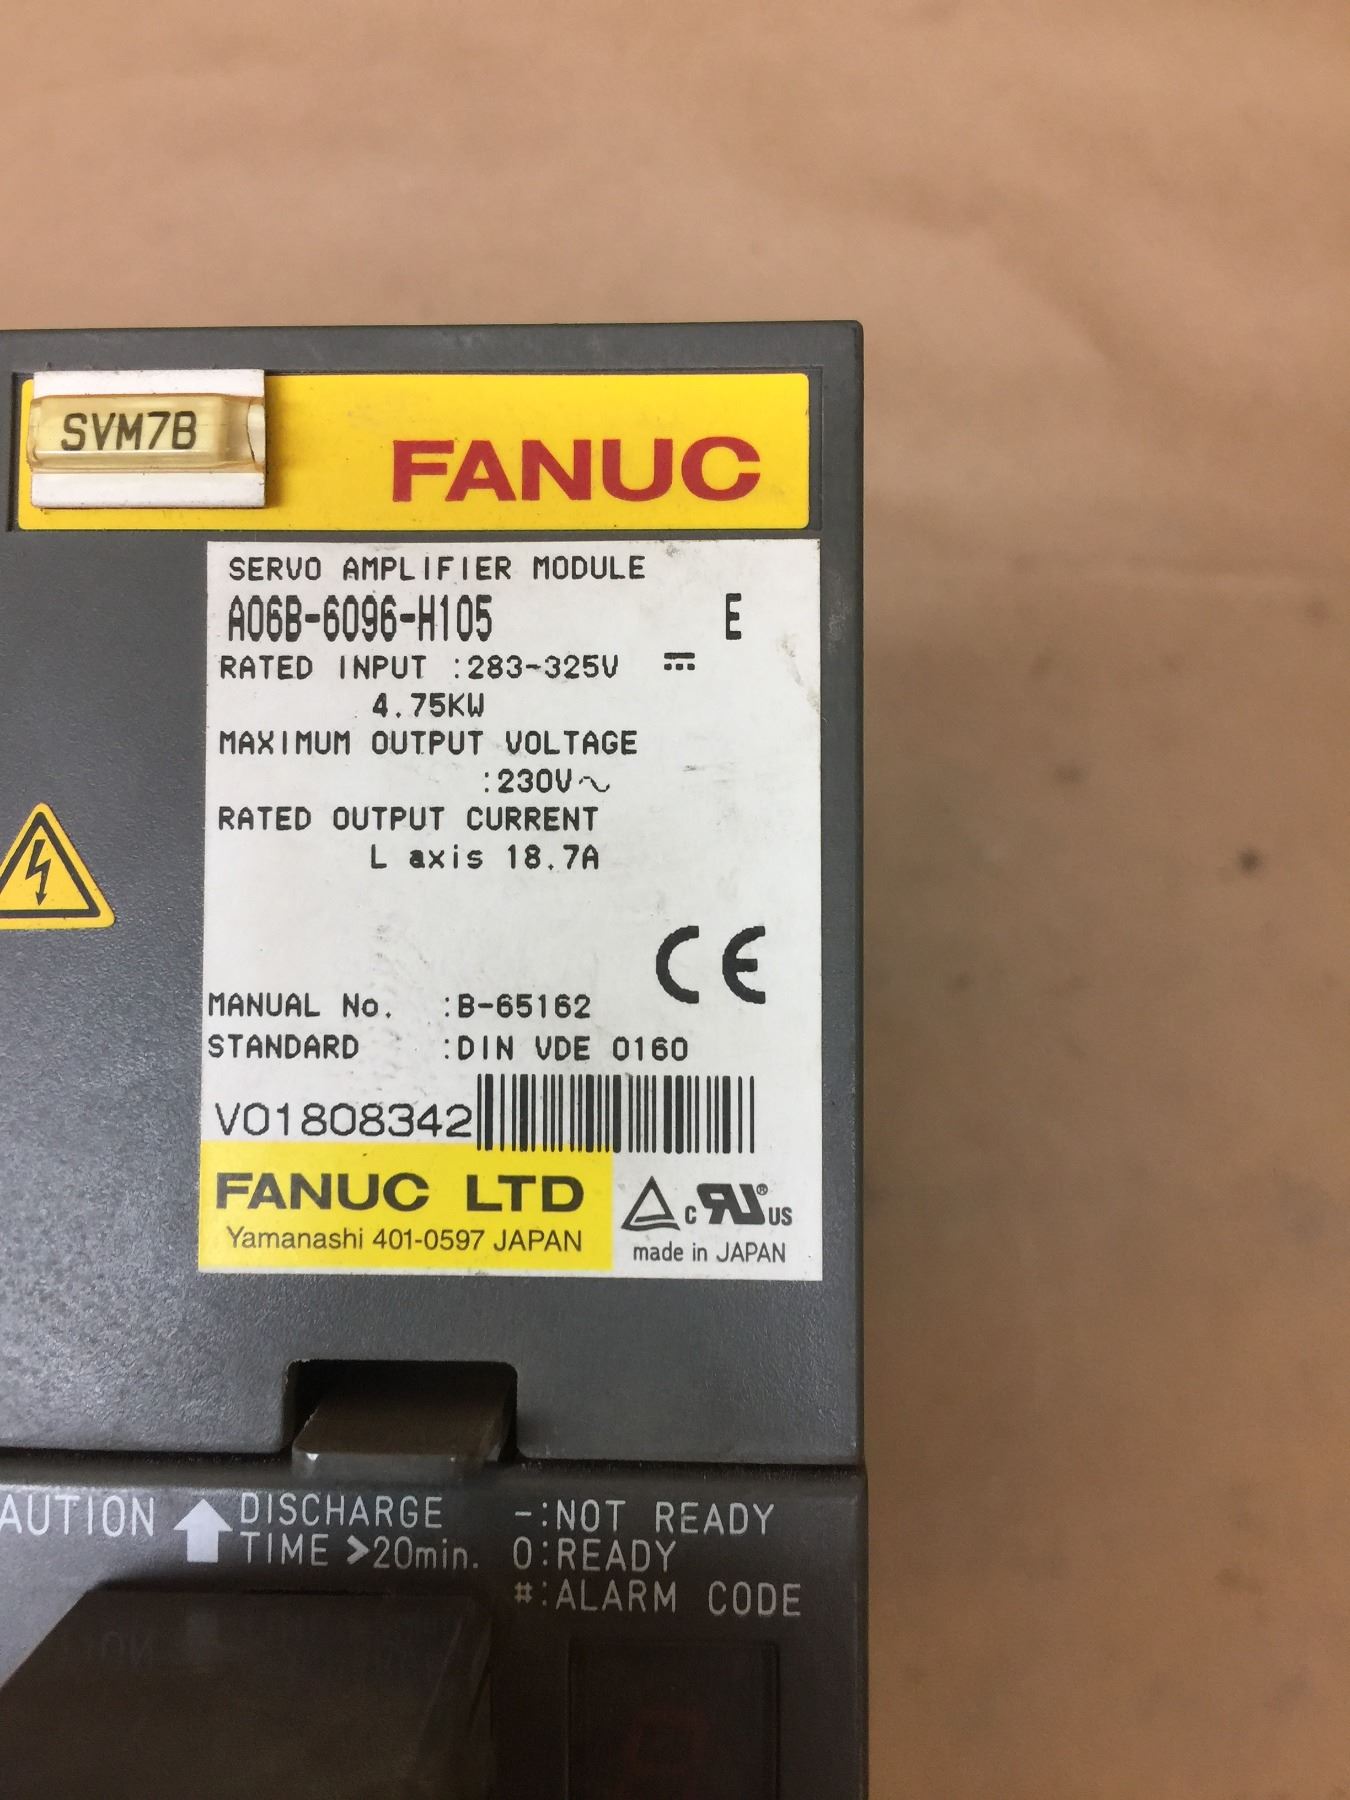 SVM7B
FANUC
SERVO AMPLIFIER MODULE
A06B-6096-H105 E
RATED INPUT :283-325V ⎓
4.75KW
MAXIMUM OUTPUT VOLTAGE
:230V~
RATED OUTPUT CURRENT
L axis 18.7A
CE
MANUAL No. :B-65162
STANDARD :DIN VDE 0160
V01808342
FANUC LTD
Yamanashi 401-0597 JAPAN
c RU® US
made in JAPAN
AUTION DISCHARGE -:NOT READY
TIME >20min. 0:READY
#:ALARM CODE